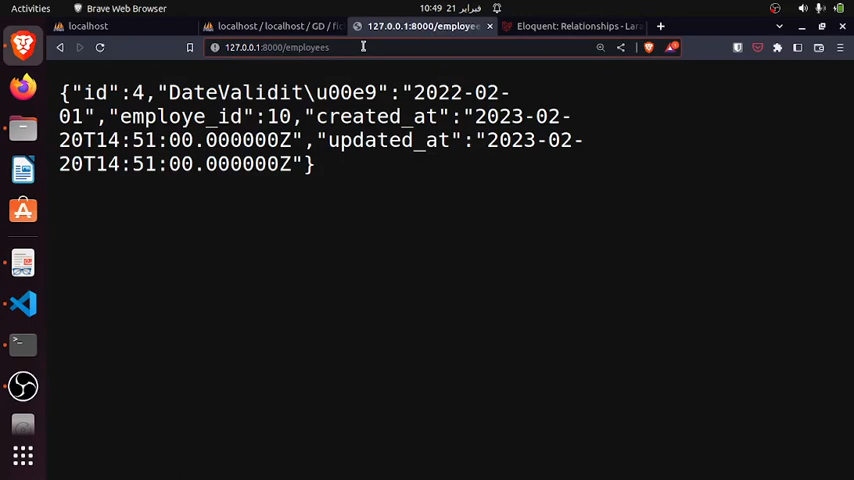 Activities
Brave Web Browser
21 فبراير 10:49
localhost
localhost / localhost / GD / fic
127.0.0.1:8000/employee
Eloquent: Relationships - Lara
127.0.0.1:8000/employees
{"id":4,"DateValidit\u00e9":"2022-02-
01","employe_id":10,"created_at":"2023-02-
20T14:51:00.000000Z","updated_at":"2023-02-
20T14:51:00.000000Z"}